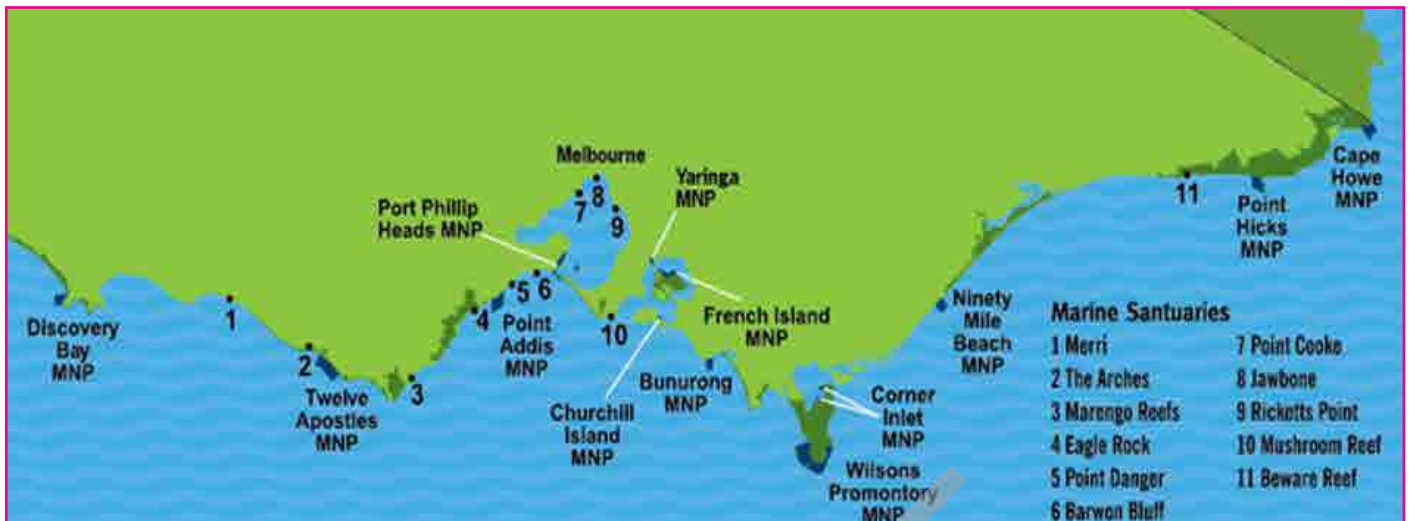 Melbourne
7
8
9
Yaringa
MNP
Port Phillip
Heads MNP
11
Cape
Howe
MNP
Point
Hicks
MNP
Discovery
Bay
MNP
1
2
Twelve
Apostles
MNP
3
4
5
6
Point
Addis
MNP
10
French Island
MNP
Churchill
Island
MNP
Bunurong
MNP
Corner
Inlet
MNP
Wilsons
Promontory
MNP
Ninety
Mile
Beach
MNP
Marine Santuaries
1 Merri
2 The Arches
3 Marengo Reefs
4 Eagle Rock
5 Point Danger
6 Barwon Bluff
7 Point Cooke
8 Jawbone
9 Ricketts Point
10 Mushroom Reef
11 Beware Reef